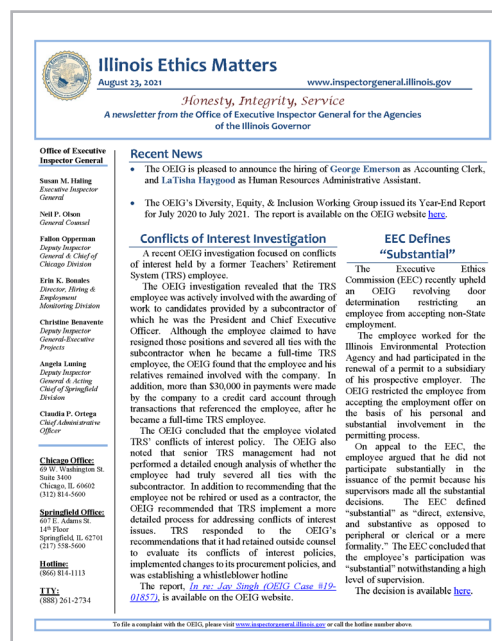 Illinois Ethics Matters
August 23, 2021 www.inspectorgeneral.illinois.gov
Honesty, Integrity, Service
A newsletter from the Office of Executive Inspector General for the Agencies
of the Illinois Governor
Office of Executive
Inspector General
Susan M. Haling
Executive Inspector
General
Neil P. Olson
General Counsel
Fallon Opperman
Deputy Inspector
General & Chief of
Chicago Division
Erin K. Bonales
Director, Hiring &
Employment
Monitoring Division
Christine Benavente
Deputy Inspector
General-Executive
Projects
Angela Luning
Deputy Inspector
General & Acting
Chief of Springfield
Division
Claudia P. Ortega
Chief Administrative
Officer
Chicago Office:
69 W. Washington St.
Suite 3400
Chicago, IL 60602
(312) 814-5600
Springfield Office:
607 E. Adams St.
14th Floor
Springfield, IL 62701
(217) 558-5600
Hotline:
(866) 814-1113
TTY:
(888) 261-2734
Recent News
• The OEIG is pleased to announce the hiring of George Emerson as Accounting Clerk,
and LaTisha Haygood as Human Resources Administrative Assistant.
• The OEIG's Diversity, Equity, & Inclusion Working Group issued its Year-End Report
for July 2020 to July 2021. The report is available on the OEIG website here.
Conflicts of Interest Investigation
A recent OEIG investigation focused on conflicts
of interest held by a former Teachers' Retirement
System (TRS) employee.
The OEIG investigation revealed that the TRS
employee was actively involved with the awarding of
work to candidates provided by a subcontractor of
which he was the President and Chief Executive
Officer. Although the employee claimed to have
resigned those positions and severed all ties with the
subcontractor when he became a full-time TRS
employee, the OEIG found that the employee and his
relatives remained involved with the company. In
addition, more than $30,000 in payments were made
by the company to a credit card account through
transactions that referenced the employee, after he
became a full-time TRS employee.
The OEIG concluded that the employee violated
TRS' conflicts of interest policy. The OEIG also
noted that senior TRS management had not
performed a detailed enough analysis of whether the
employee had truly severed all ties with the
subcontractor. In addition to recommending that the
employee not be rehired or used as a contractor, the
OEIG recommended that TRS implement a more
detailed process for addressing conflicts of interest
issues. TRS responded to the OEIG's
recommendations that it had retained outside counsel
to evaluate its conflicts of interest policies,
implemented changes to its procurement policies, and
was establishing a whistleblower hotline
The report, In re: Jay Singh (OEIG Case #19-
01857), is available on the OEIG website.
EEC Defines
“Substantial”
The Executive Ethics
Commission (EEC) recently upheld
an OEIG revolving door
determination restricting an
employee from accepting non-State
employment.
The employee worked for the
Illinois Environmental Protection
Agency and had participated in the
renewal of a permit to a subsidiary
of his prospective employer. The
OEIG restricted the employee from
accepting the employment offer on
the basis of his personal and
substantial involvement in the
permitting process.
On appeal to the EEC, the
employee argued that he did not
participate substantially in the
issuance of the permit because his
supervisors made all the substantial
decisions. The EEC defined
“substantial” as “direct, extensive,
and substantive as opposed to
peripheral or clerical or a mere
formality.” The EEC concluded that
the employee's participation was
“substantial” notwithstanding a high
level of supervision.
The decision is available here.
To file a complaint with the OEIG, please visit www.inspectorgeneral.illinois.gov or call the hotline number above.